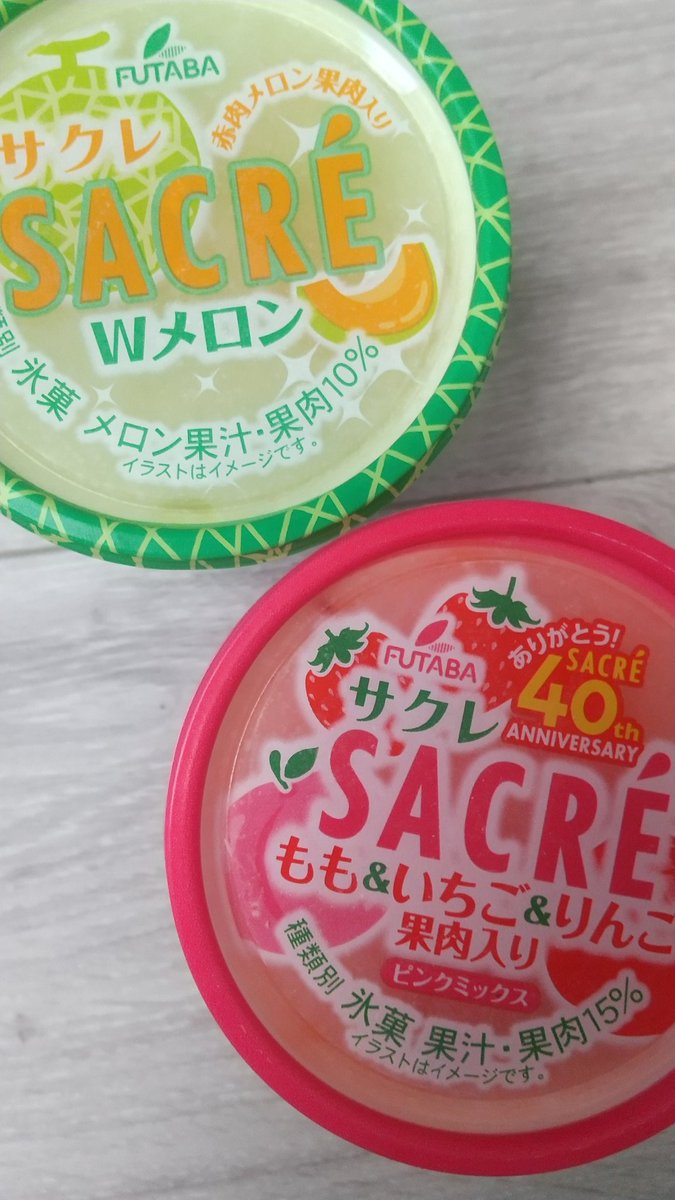 FUTABA
赤肉メロン果肉入り
サクレ
SACRÉ
Wメロン
類別 氷菓 メロン果汁・果肉10%
イラストはイメージです。
FUTABA
ありがとう!
SACRÉ
40th
ANNIVERSARY
サクレ
SACRÉ
もも&いちご&りんご
果肉入り
ピンクミックス
種類別 氷菓 果汁・果肉15%
イラストはイメージです。